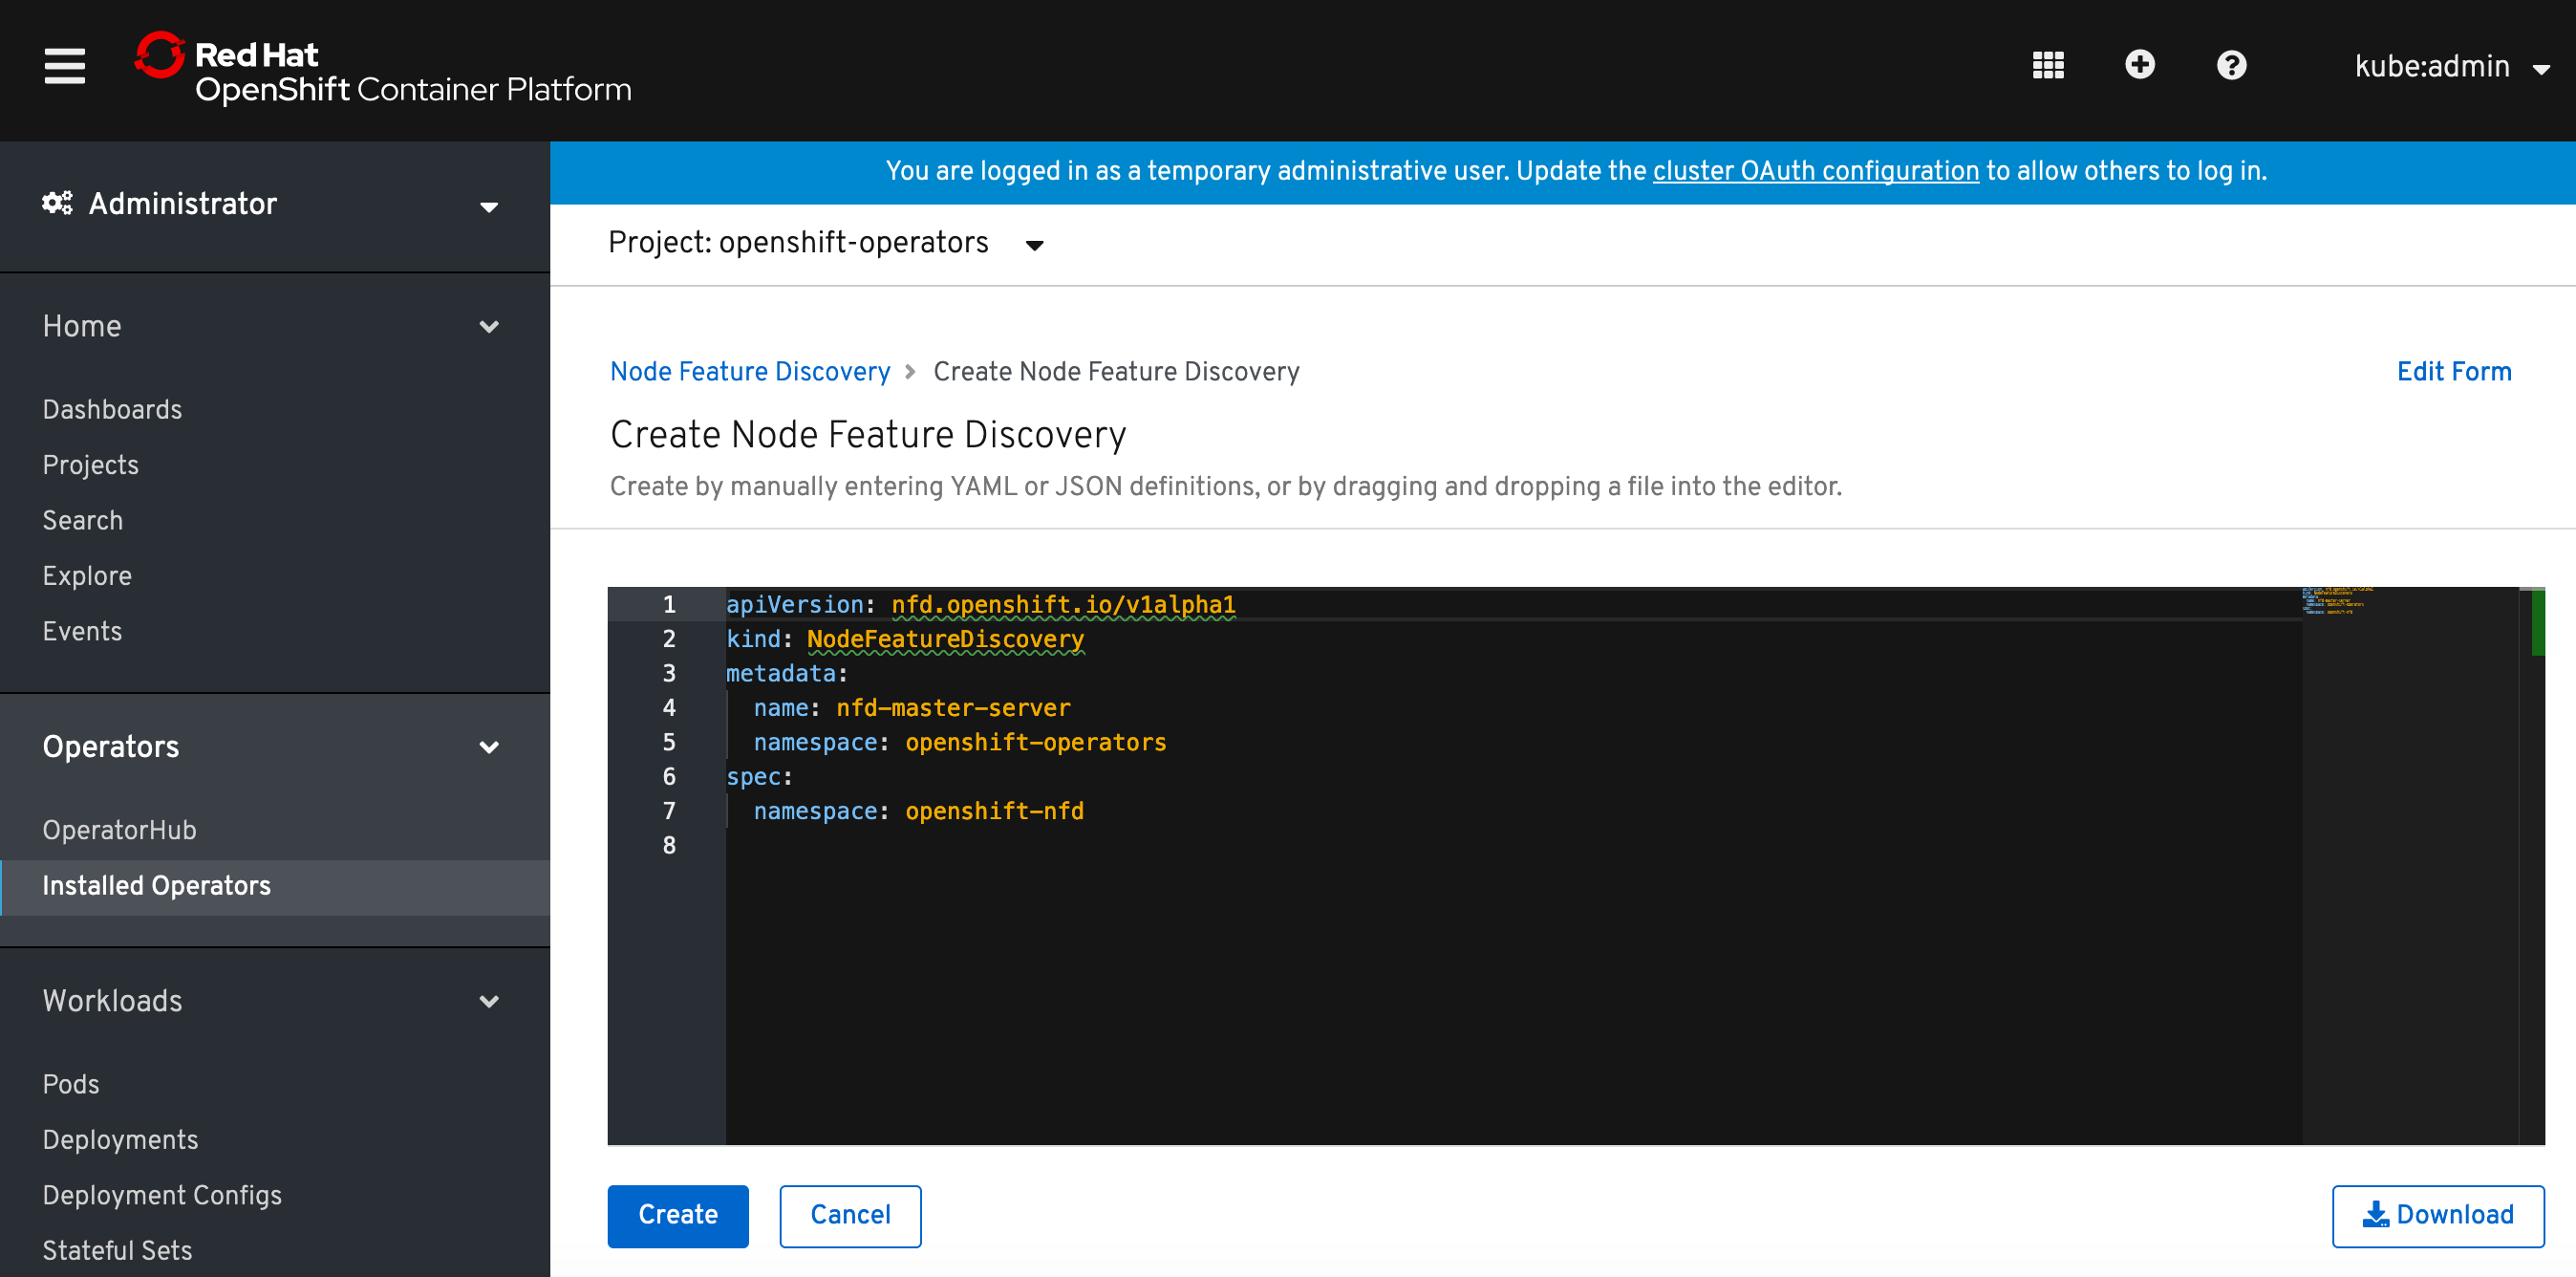 Red Hat
OpenShift Container Platform
kube:admin
Administrator
You are logged in as a temporary administrative user. Update the cluster OAuth configuration to allow others to log in.
Project: openshift-operators
Home
Dashboards
Projects
Search
Explore
Events
Operators
OperatorHub
Installed Operators
Workloads
Pods
Deployments
Deployment Configs
Stateful Sets
Node Feature Discovery > Create Node Feature Discovery
Edit Form
Create Node Feature Discovery
Create by manually entering YAML or JSON definitions, or by dragging and dropping a file into the editor.
1 apiVersion: nfd.openshift.io/v1alpha1
2 kind: NodeFeatureDiscovery
3 metadata:
4 name: nfd-master-server
5 namespace: openshift-operators
6 spec:
7 namespace: openshift-nfd
8
Create
Cancel
Download